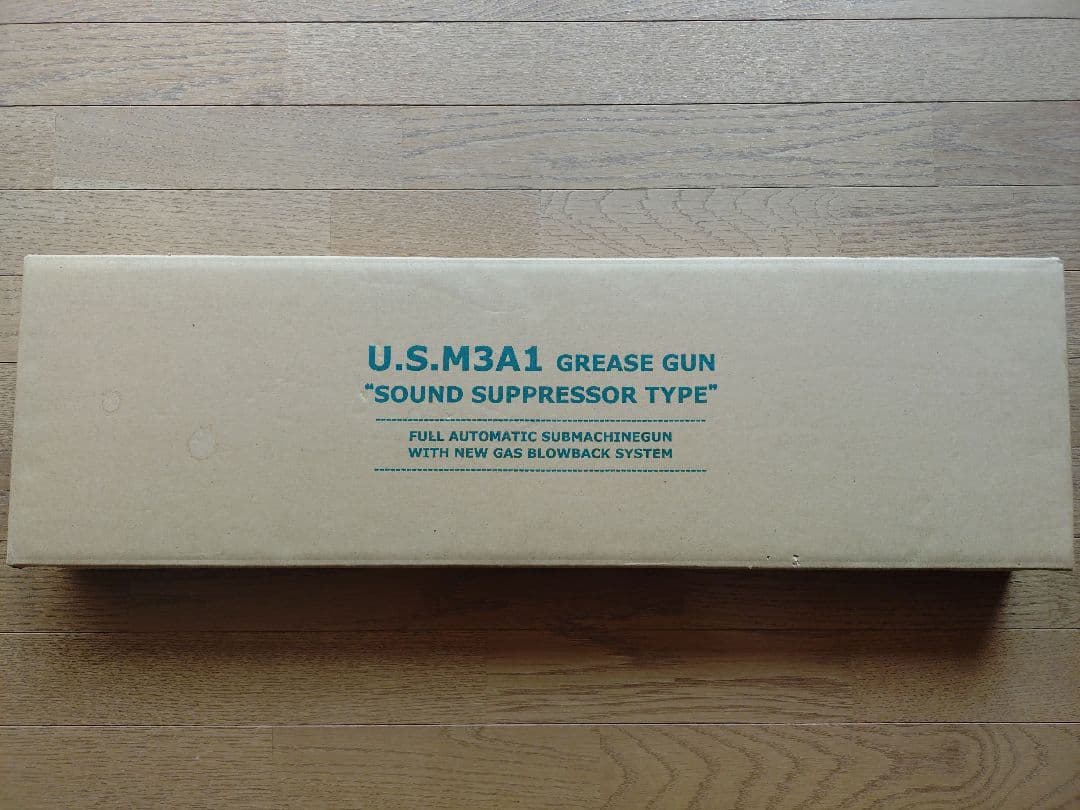 U.S.M3A1 GREASE GUN
“SOUND SUPPRESSOR TYPE”
FULL AUTOMATIC SUBMACHINEGUN
WITH NEW GAS BLOWBACK SYSTEM